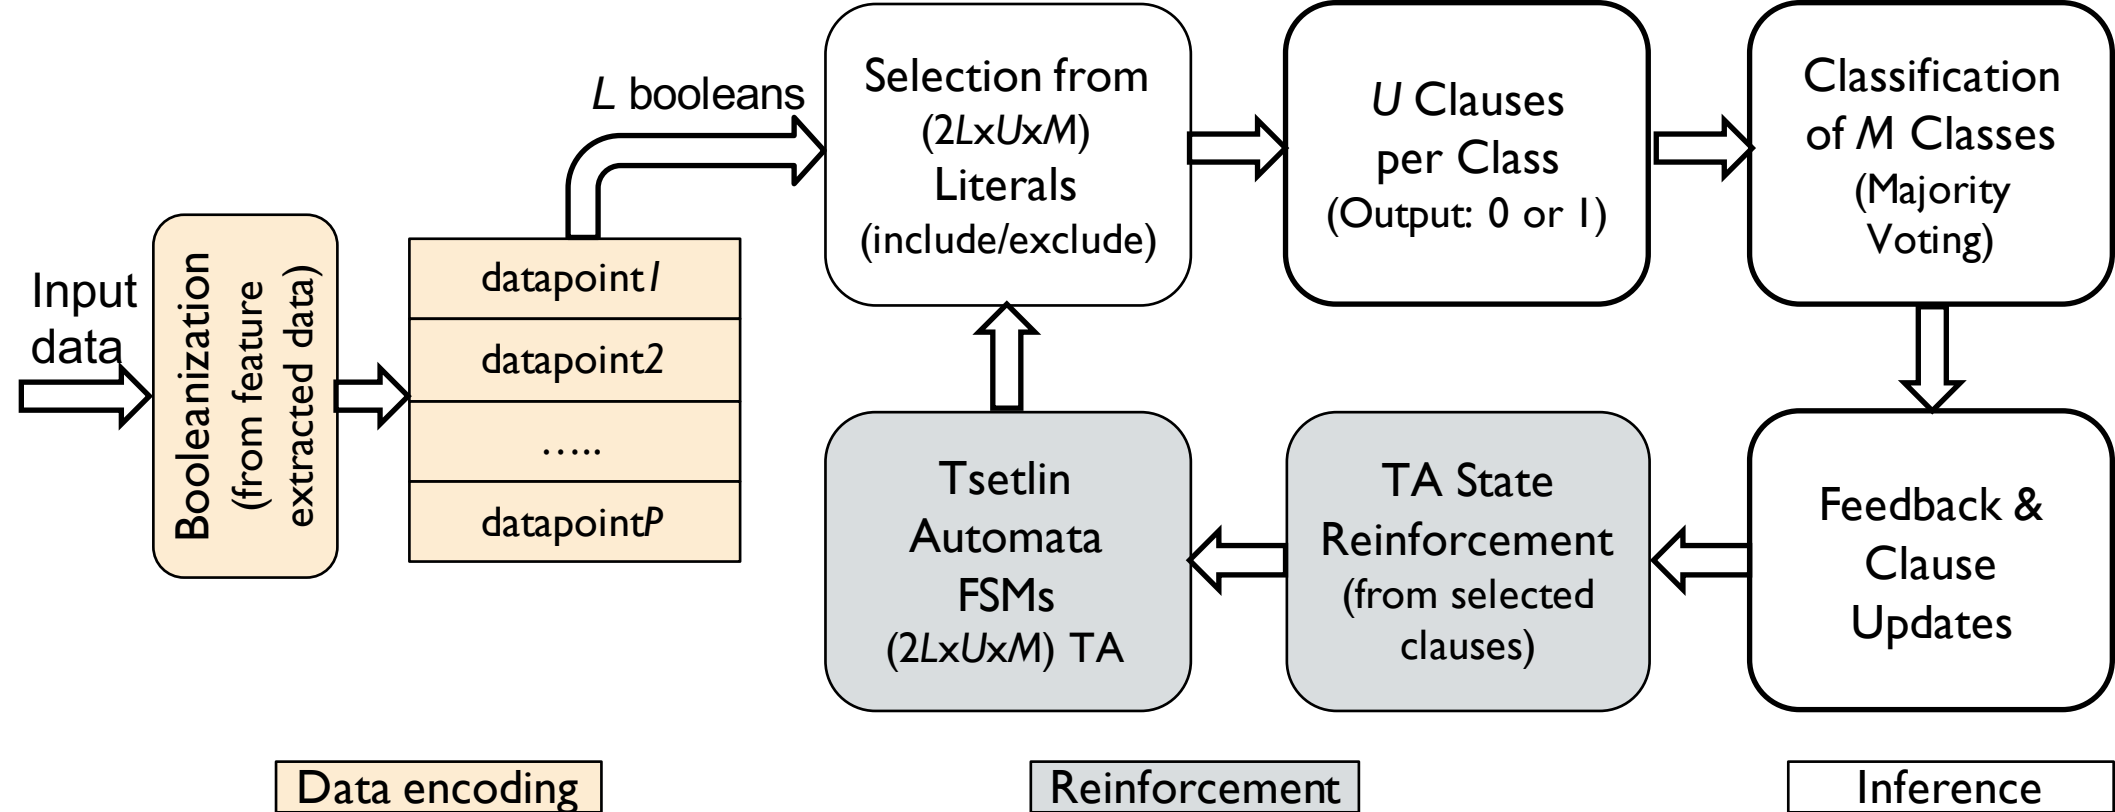 Input
data
Booleanization
(from feature
extracted data)
datapoint1
datapoint2
.....
datapointP
L booleans
Selection from
(2LxUxM)
Literals
(include/exclude)
U Clauses
per Class
(Output: 0 or 1)
Classification
of M Classes
(Majority
Voting)
Feedback &
Clause
Updates
TA State
Reinforcement
(from selected
clauses)
Tsetlin
Automata
FSMs
(2LxUxM) TA
Data encoding
Reinforcement
Inference